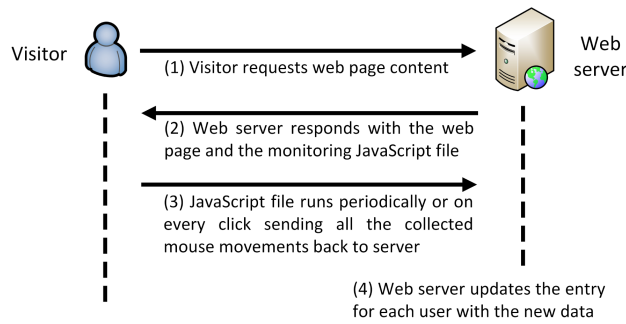 Visitor
Web
server
(1) Visitor requests web page content
(2) Web server responds with the web
page and the monitoring JavaScript file
(3) JavaScript file runs periodically or on
every click sending all the collected
mouse movements back to server
(4) Web server updates the entry
for each user with the new data